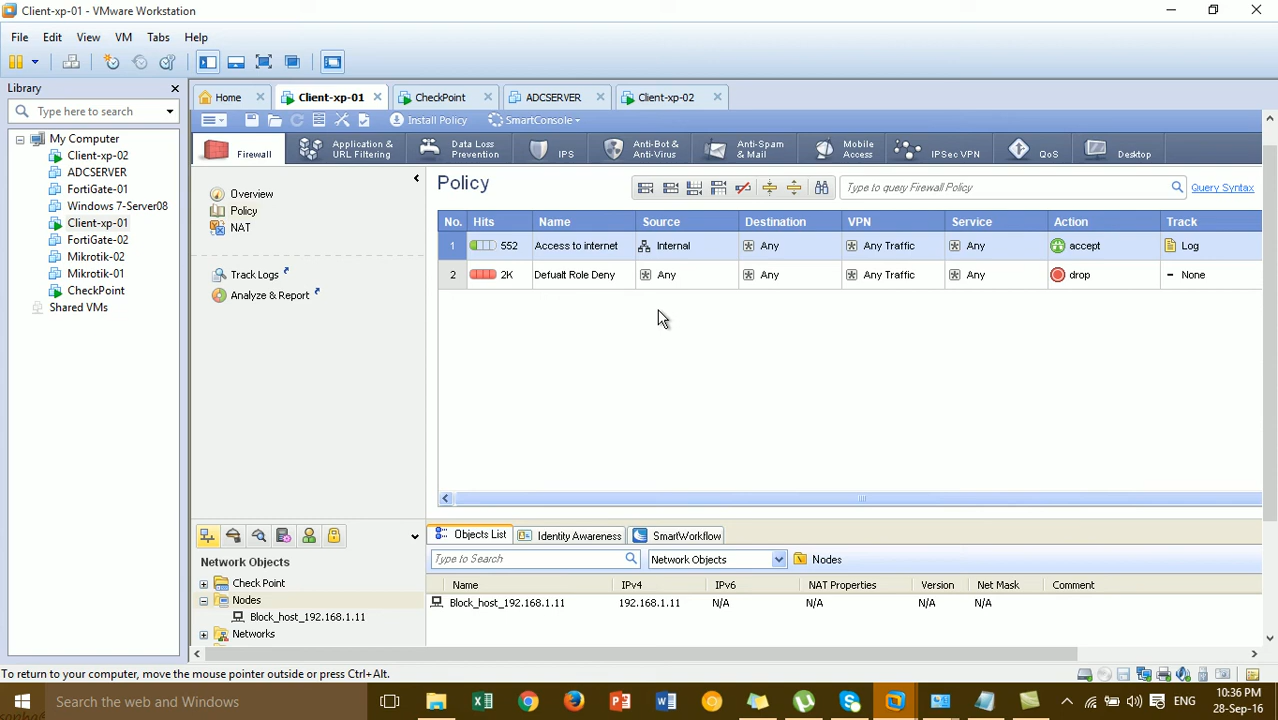 Client-xp-01 - VMware Workstation
File Edit View VM Tabs Help
Library
Type here to search
My Computer
Client-xp-02
ADCSERVER
FortiGate-01
Windows 7-Server08
Client-xp-01
FortiGate-02
Mikrotik-02
Mikrotik-01
CheckPoint
Shared VMs
Home Client-xp-01 CheckPoint ADCSERVER Client-xp-02
Install Policy SmartConsole
Firewall
Application & URL Filtering
Data Loss Prevention
IPS
Anti-Bot & Anti-Virus
Anti-Spam & Mail
Mobile Access
IPSec VPN
QoS
Desktop
Overview
Policy
NAT
Track Logs
Analyze & Report
Policy
Type to query Firewall Policy Query Syntax
No. Hits Name Source Destination VPN Service Action Track
1 552 Access to internet Internal Any Any Traffic Any accept Log
2 2K Defualt Role Deny Any Any Any Traffic Any drop None
Network Objects
Check Point
Nodes
Block_host_192.168.1.11
Networks
Objects List Identity Awareness SmartWorkflow
Type to Search Network Objects Nodes
Name IPv4 IPv6 NAT Properties Version Net Mask Comment
Block_host_192.168.1.11 192.168.1.11 N/A N/A N/A N/A
To return to your computer, move the mouse pointer outside or press Ctrl+Alt.
Search the web and Windows
ENG
10:36 PM
28-Sep-16